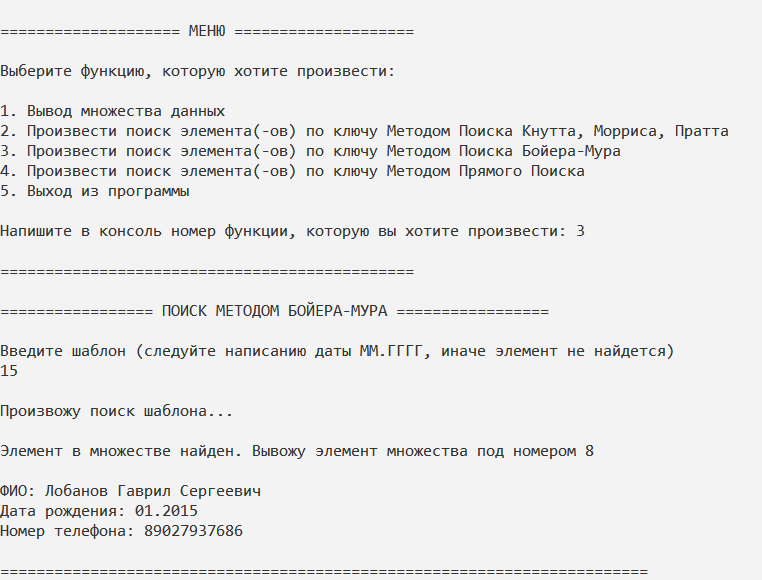 ==================== МЕНЮ ====================
Выберите функцию, которую хотите произвести:
1. Вывод множества данных
2. Произвести поиск элемента(-ов) по ключу Методом Поиска Кнутта, Морриса, Пратта
3. Произвести поиск элемента(-ов) по ключу Методом Поиска Бойера-Мура
4. Произвести поиск элемента(-ов) по ключу Методом Прямого Поиска
5. Выход из программы
Напишите в консоль номер функции, которую вы хотите произвести: 3
==============================================
================= ПОИСК МЕТОДОМ БОЙЕРА-МУРА =================
Введите шаблон (следуйте написанию даты ММ.ГГГГ, иначе элемент не найдется)
15
Произвожу поиск шаблона...
Элемент в множестве найден. Вывожу элемент множества под номером 8
ФИО: Лобанов Гаврил Сергеевич
Дата рождения: 01.2015
Номер телефона: 89027937686
========================================================================